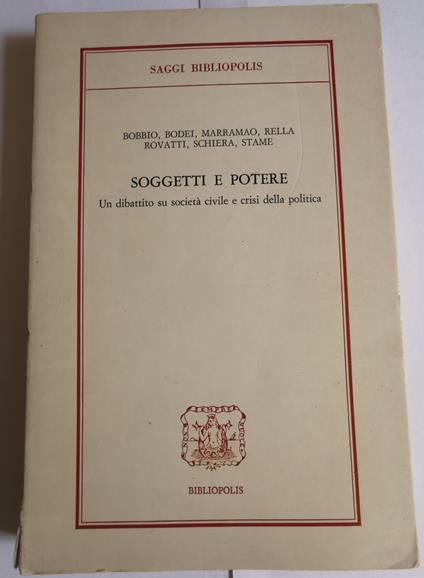 SAGGI BIBLIOPOLIS
BOBBIO, BODEI, MARRAMAO, RELLA
ROVATTI, SCHIERA, STAME
SOGGETTI E POTERE
Un dibattito su società civile e crisi della politica
BIBLIOPOLIS